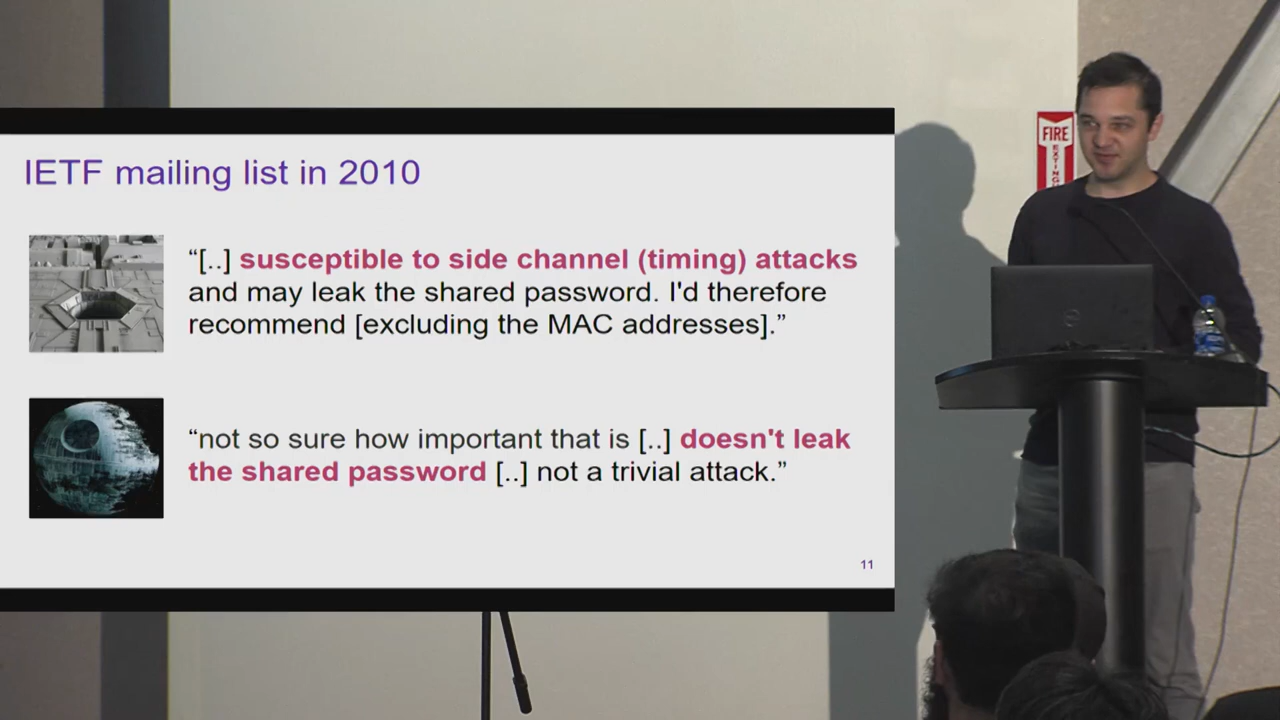 IETF mailing list in 2010
“[..] susceptible to side channel (timing) attacks
and may leak the shared password. I'd therefore
recommend [excluding the MAC addresses].”
“not so sure how important that is [..] doesn't leak
the shared password [..] not a trivial attack.”
11
FIRE